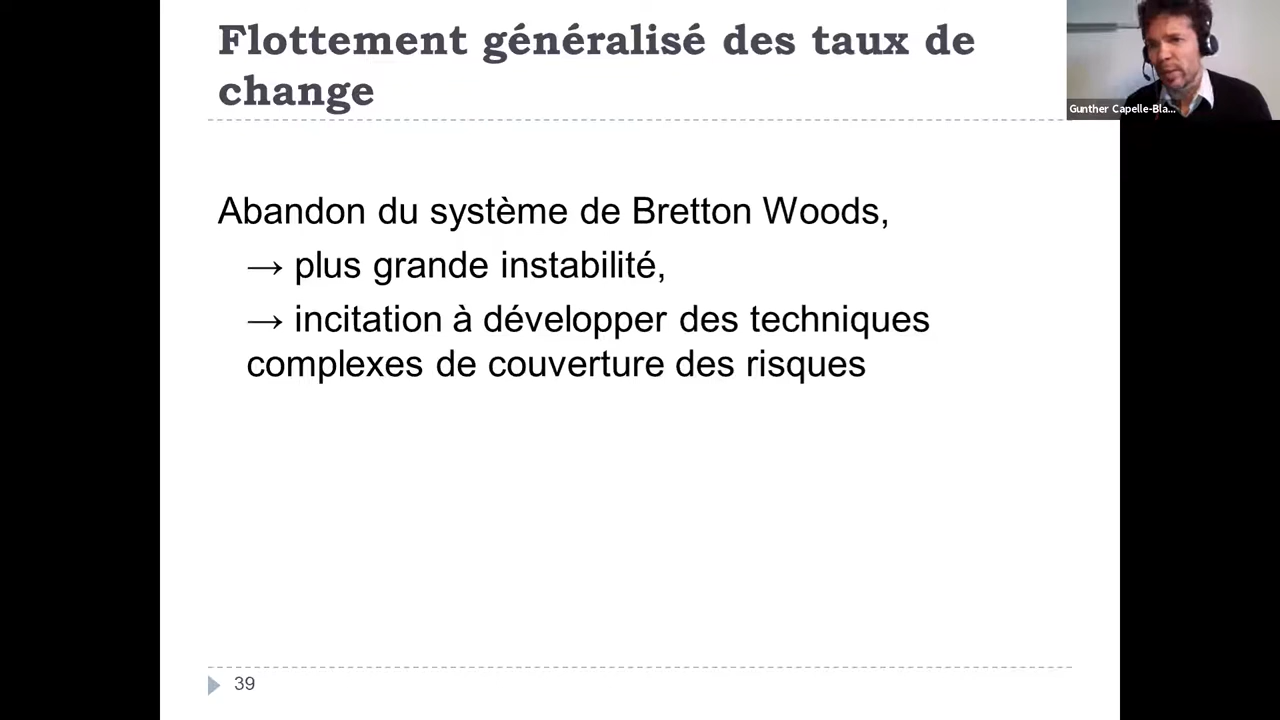 Flottement généralisé des taux de
change
Gunther Capelle-Bla...
Abandon du système de Bretton Woods,
→ plus grande instabilité,
→ incitation à développer des techniques
complexes de couverture des risques
39